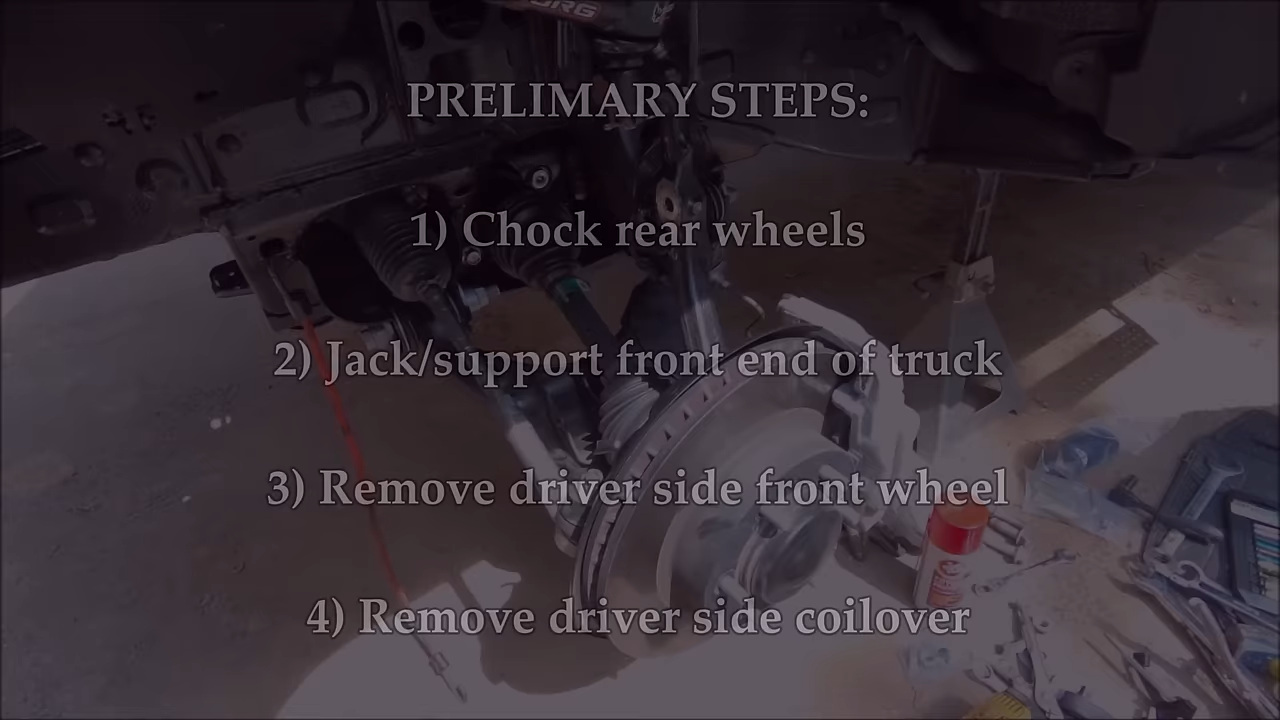 PRELIMARY STEPS:
1) Chock rear wheels
2) Jack/support front end of truck
3) Remove driver side front wheel
4) Remove driver side coilover